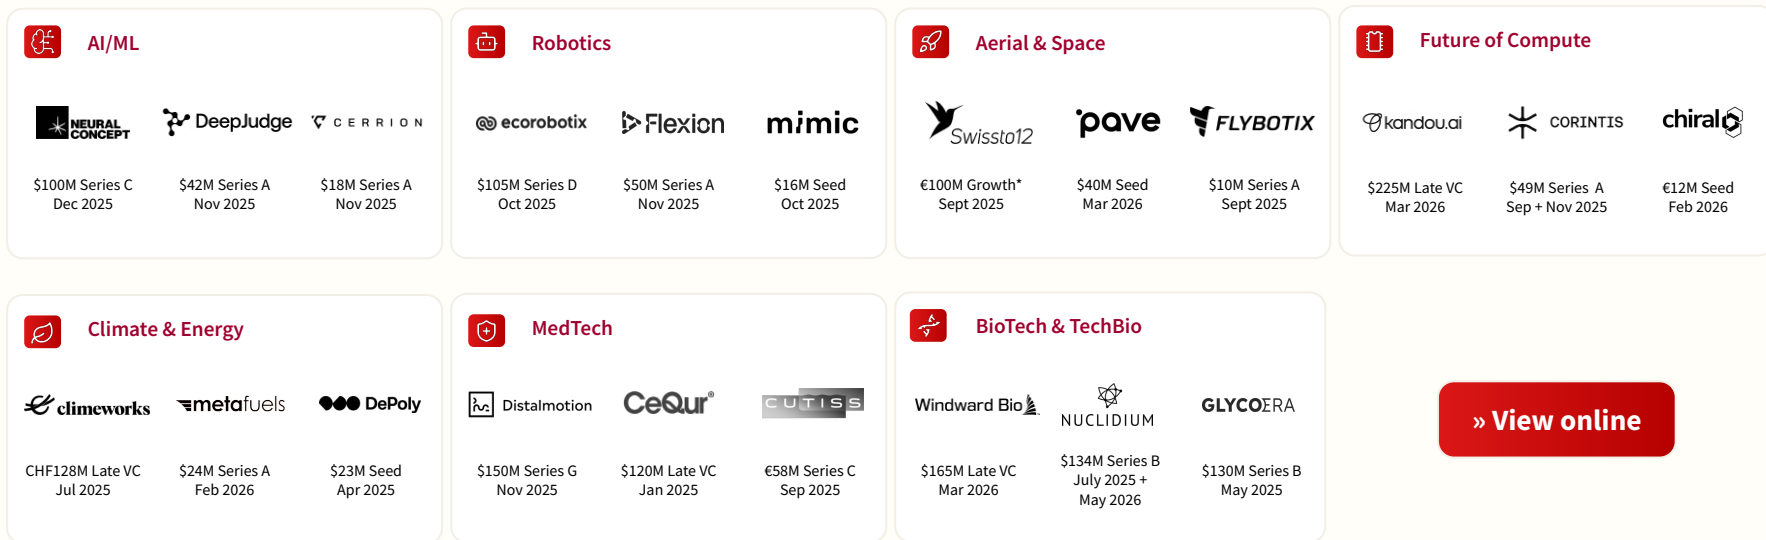 AI/ML
NEURAL
CONCEPT
DeepJudge
CERRION
$100M Series C
Dec 2025
$42M Series A
Nov 2025
$18M Series A
Nov 2025
Robotics
ecorobotix
Flexion
mimic
$105M Series D
Oct 2025
$50M Series A
Nov 2025
$16M Seed
Oct 2025
Aerial & Space
Swissto12
pave
FLYBOTIX
€100M Growth*
Sept 2025
$40M Seed
Mar 2026
$10M Series A
Sept 2025
Future of Compute
kandou.ai
CORINTIS
chiral
$225M Late VC
Mar 2026
$49M Series A
Sep + Nov 2025
€12M Seed
Feb 2026
Climate & Energy
climeworks
metafuels
DePoly
CHF128M Late VC
Jul 2025
$24M Series A
Feb 2026
$23M Seed
Apr 2025
MedTech
Distalmotion
CeQur®
CUTISS
$150M Series G
Nov 2025
$120M Late VC
Jan 2025
€58M Series C
Sep 2025
BioTech & TechBio
Windward Bio
NUCLIDIUM
GLYCOERA
$165M Late VC
Mar 2026
$134M Series B
July 2025 +
May 2026
$130M Series B
May 2025
» View online